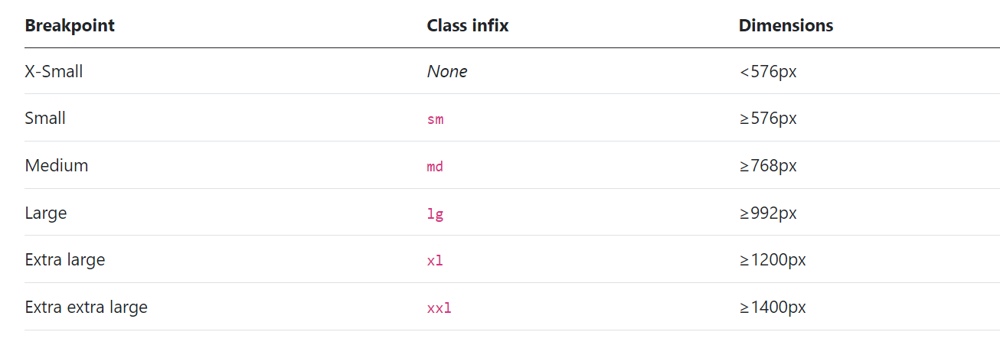 Breakpoint Class infix Dimensions
X-Small None <576px
Small sm ≥576px
Medium md ≥768px
Large lg ≥992px
Extra large xl ≥1200px
Extra extra large xxl ≥1400px